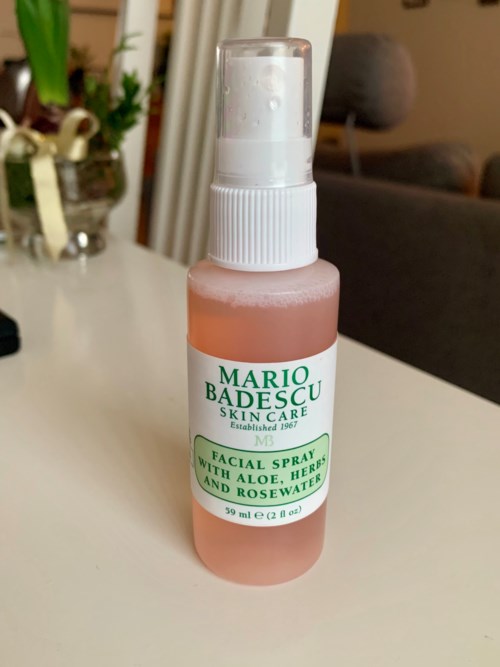 MARIO
BADESCU
SKIN CARE
Established 1967
MB
FACIAL SPRAY
WITH ALOE, HERBS
AND ROSEWATER
59 ml ℮ (2 fl oz)